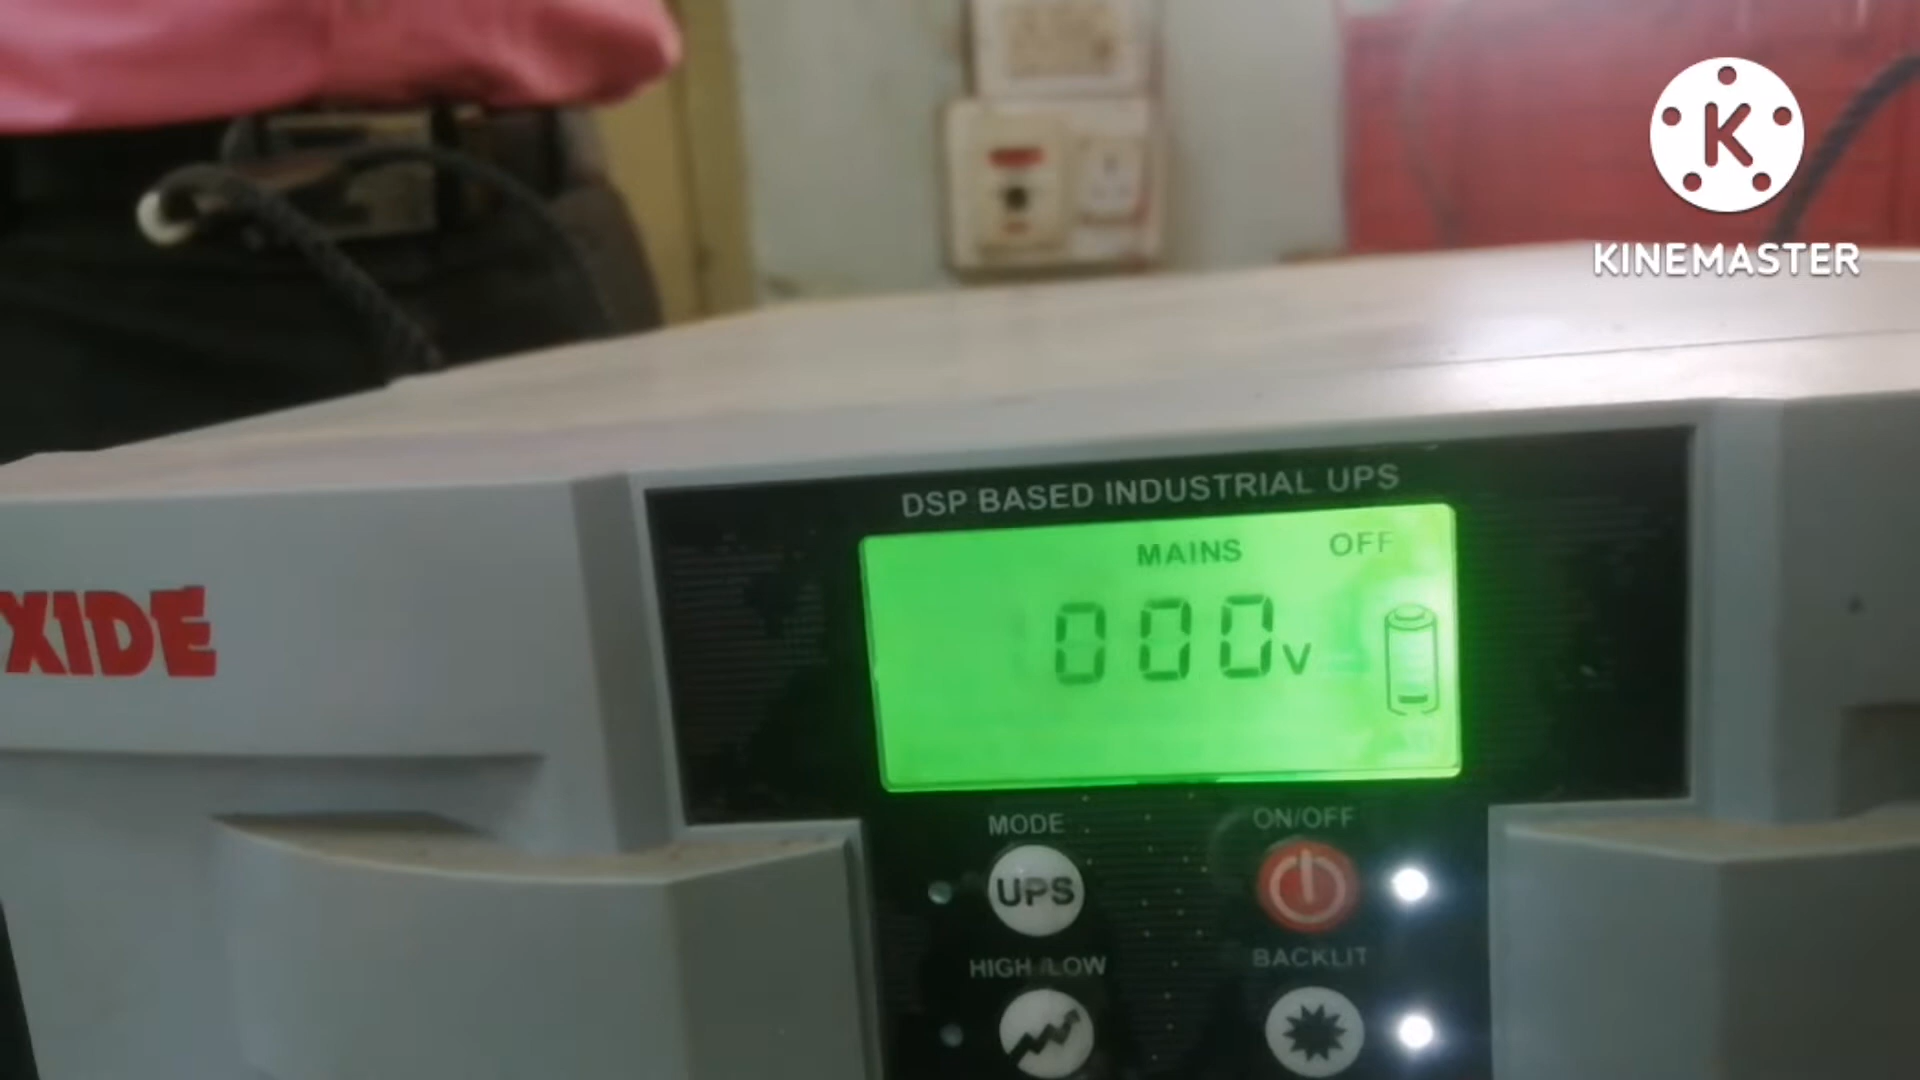 KINEMASTER
DSP BASED INDUSTRIAL UPS
MAINS OFF
000V
XIDE
MODE ON/OFF
UPS
HIGH/LOW BACKLIT